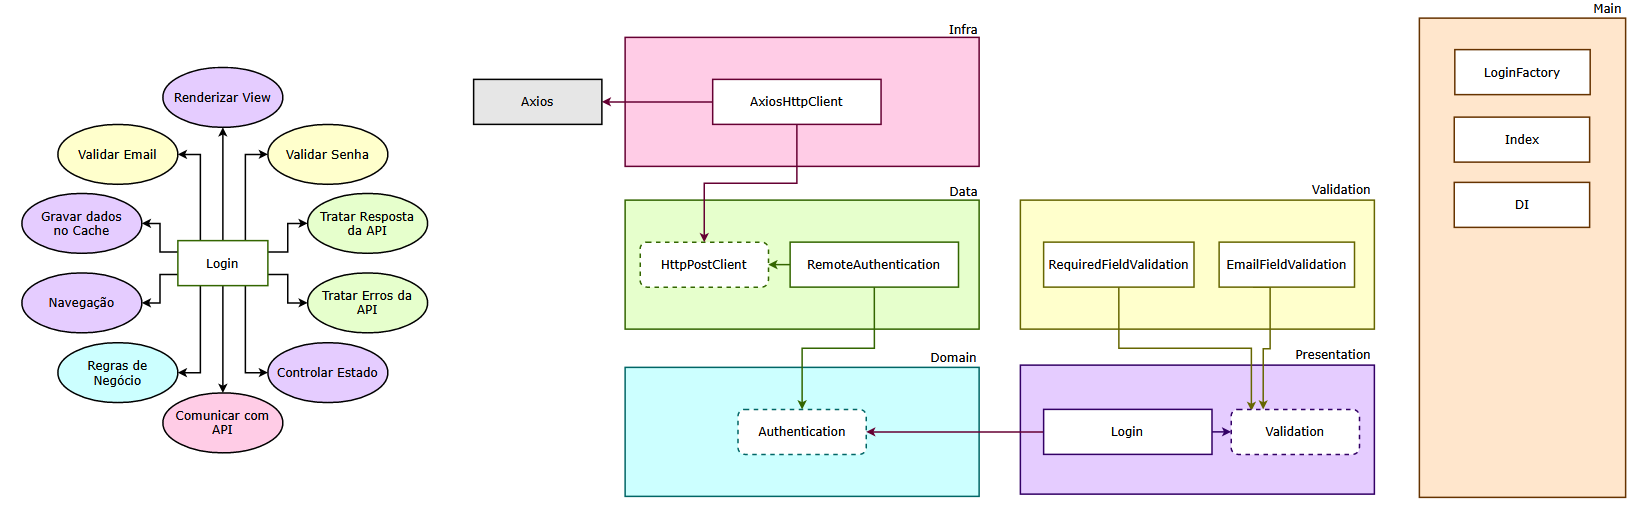 Renderizar View
Validar Email
Validar Senha
Gravar dados
no Cache
Tratar Resposta
da API
Login
Navegação
Tratar Erros da
API
Regras de
Negócio
Controlar Estado
Comunicar com
API
Infra
Axios
AxiosHttpClient
Data
HttpPostClient
RemoteAuthentication
Domain
Authentication
Validation
RequiredFieldValidation
EmailFieldValidation
Presentation
Login
Validation
Main
LoginFactory
Index
DI